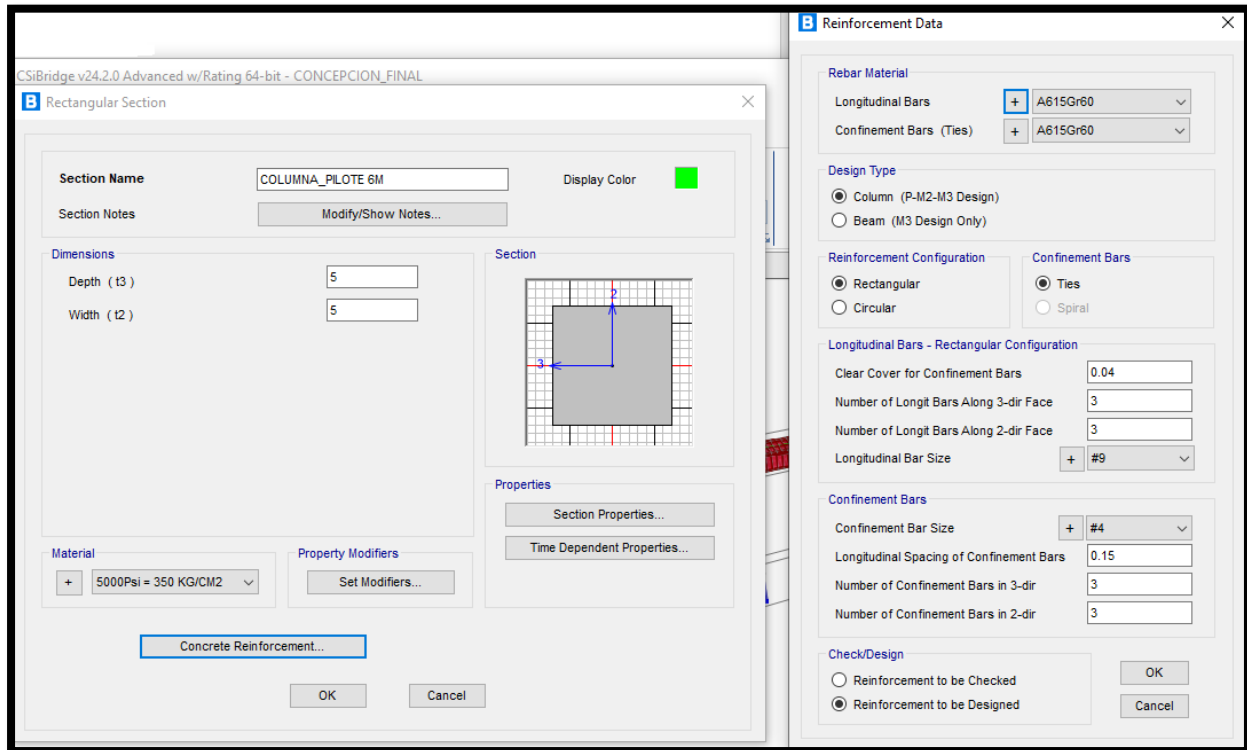 CSiBridge v24.2.0 Advanced w/Rating 64-bit - CONCEPCION_FINAL
B Rectangular Section
Section Name COLUMNA_PILOTE 6M Display Color
Section Notes Modify/Show Notes...
Dimensions
Depth ( t3 ) 5
Width ( t2 ) 5
Section
2
3
Properties
Section Properties...
Time Dependent Properties...
Material
+ 5000Psi = 350 KG/CM2
Property Modifiers
Set Modifiers...
Concrete Reinforcement...
OK Cancel
B Reinforcement Data
Rebar Material
Longitudinal Bars + A615Gr60
Confinement Bars (Ties) + A615Gr60
Design Type
Column (P-M2-M3 Design)
Beam (M3 Design Only)
Reinforcement Configuration
Rectangular
Circular
Confinement Bars
Ties
Spiral
Longitudinal Bars - Rectangular Configuration
Clear Cover for Confinement Bars 0.04
Number of Longit Bars Along 3-dir Face 3
Number of Longit Bars Along 2-dir Face 3
Longitudinal Bar Size + #9
Confinement Bars
Confinement Bar Size + #4
Longitudinal Spacing of Confinement Bars 0.15
Number of Confinement Bars in 3-dir 3
Number of Confinement Bars in 2-dir 3
Check/Design
Reinforcement to be Checked
Reinforcement to be Designed
OK
Cancel